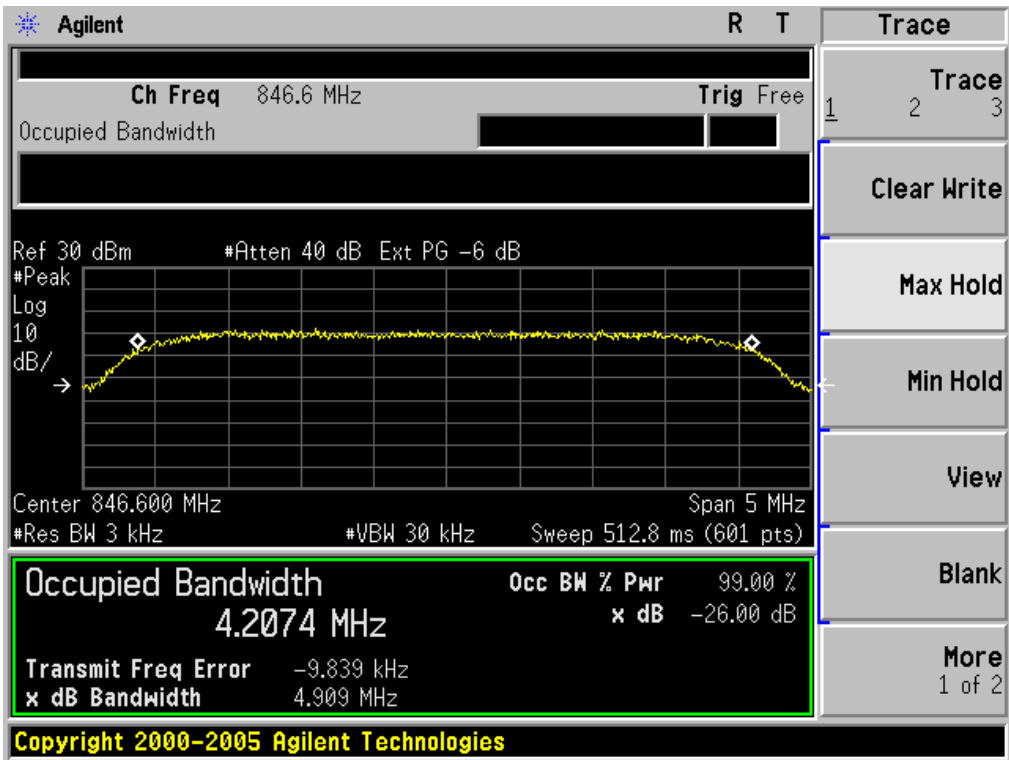 Agilent R T
Ch Freq 846.6 MHz Trig Free
Occupied Bandwidth
Ref 30 dBm #Atten 40 dB Ext PG -6 dB
#Peak
Log
10
dB/
Center 846.600 MHz Span 5 MHz
#Res BW 3 kHz #VBW 30 kHz Sweep 512.8 ms (601 pts)
Occupied Bandwidth Occ BW % Pwr 99.00 %
4.2074 MHz x dB -26.00 dB
Transmit Freq Error -9.839 kHz
x dB Bandwidth 4.909 MHz
Copyright 2000-2005 Agilent Technologies
Trace
Trace
1 2 3
Clear Write
Max Hold
Min Hold
View
Blank
More
1 of 2